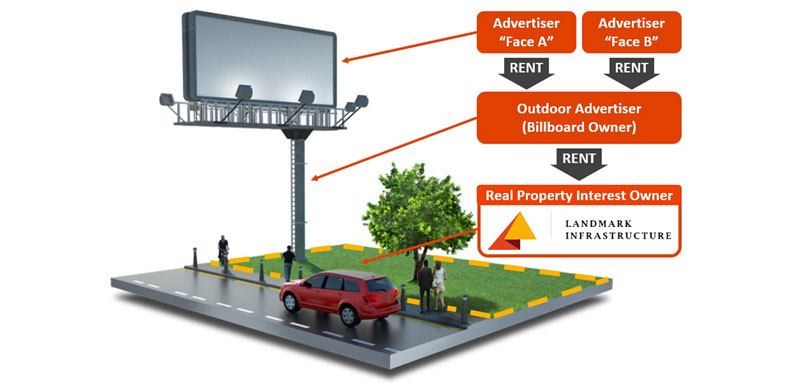 Advertiser
"Face A"
Advertiser
"Face B"
RENT
RENT
Outdoor Advertiser
(Billboard Owner)
RENT
Real Property Interest Owner
LANDMARK
INFRASTRUCTURE